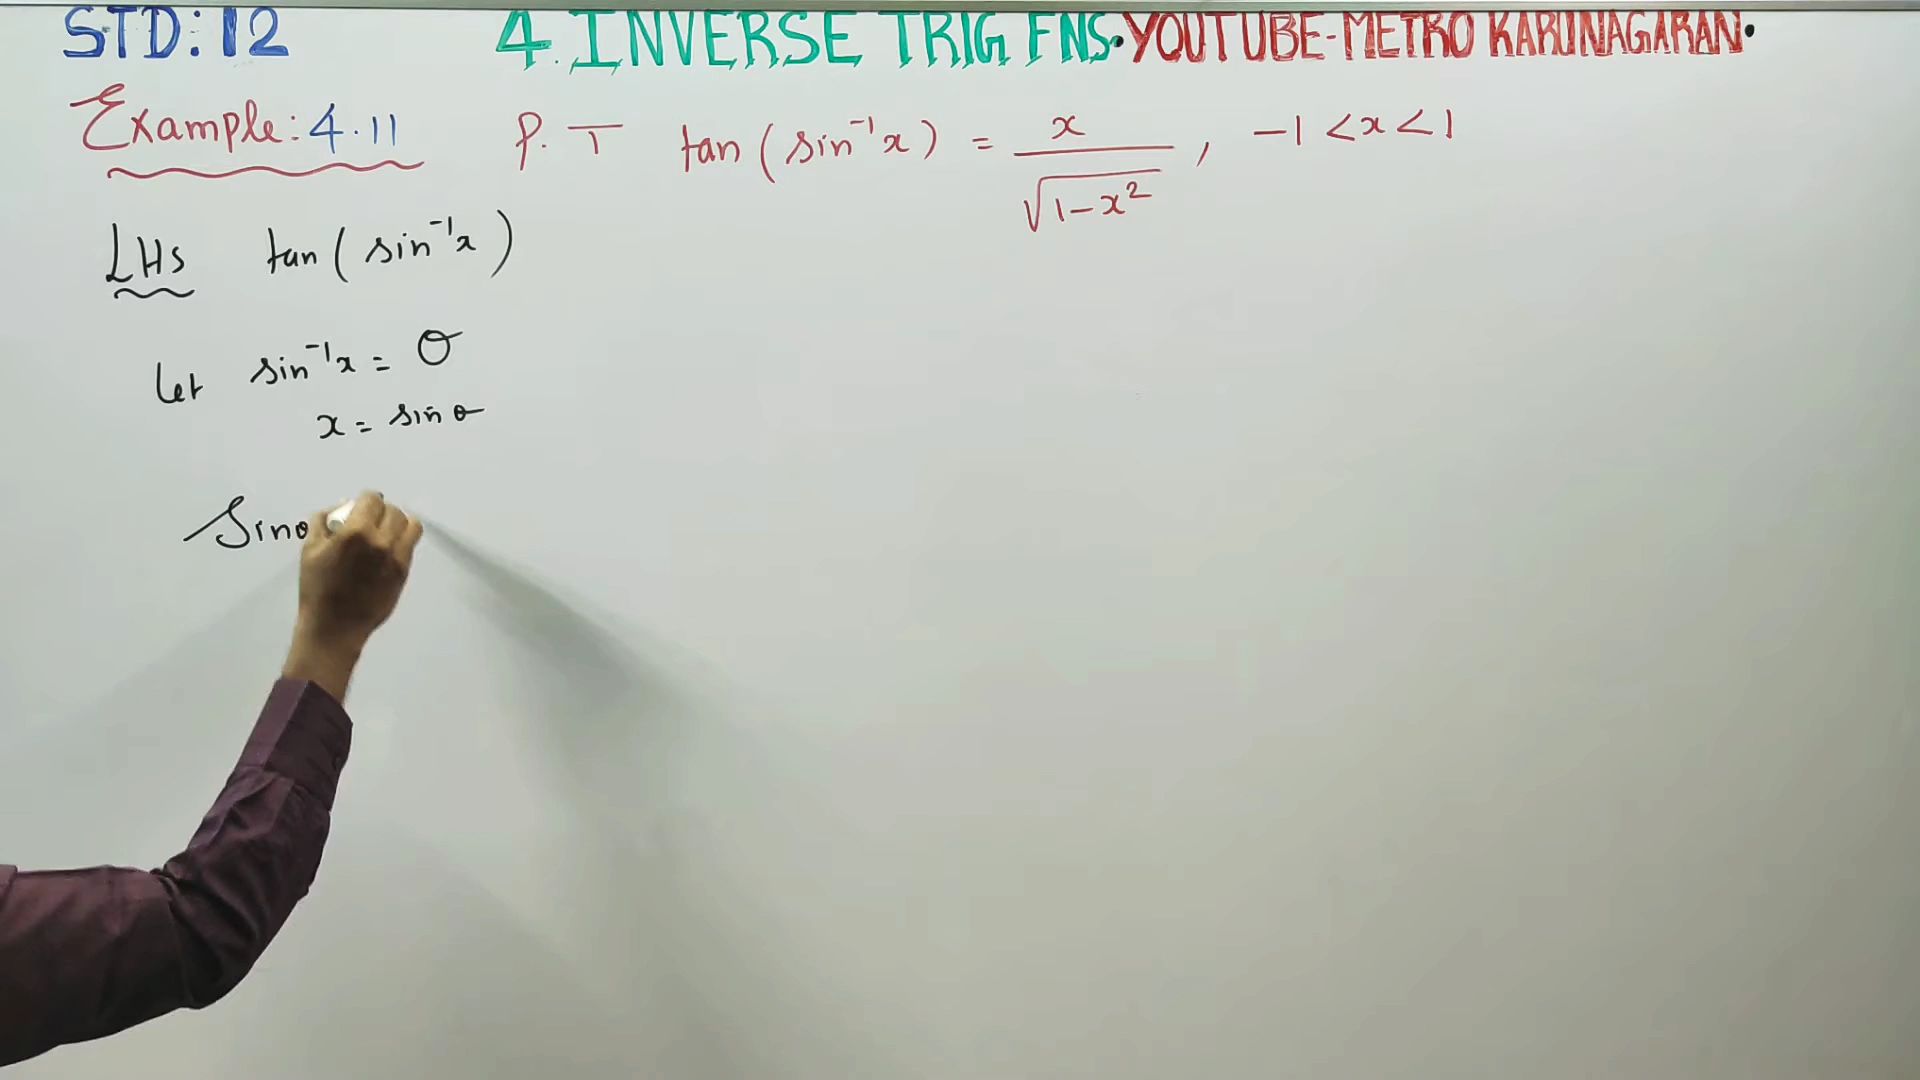 STD: 12 4. INVERSE TRIG FNS. YOUTUBE-METRO KARUNAGARAN.
Example: 4.11 P.T tan(sin⁻¹x) = x/√(1-x²), -1<x<1
LHS tan(sin⁻¹x)
Let sin⁻¹x = θ
x = sin θ
Sinθ